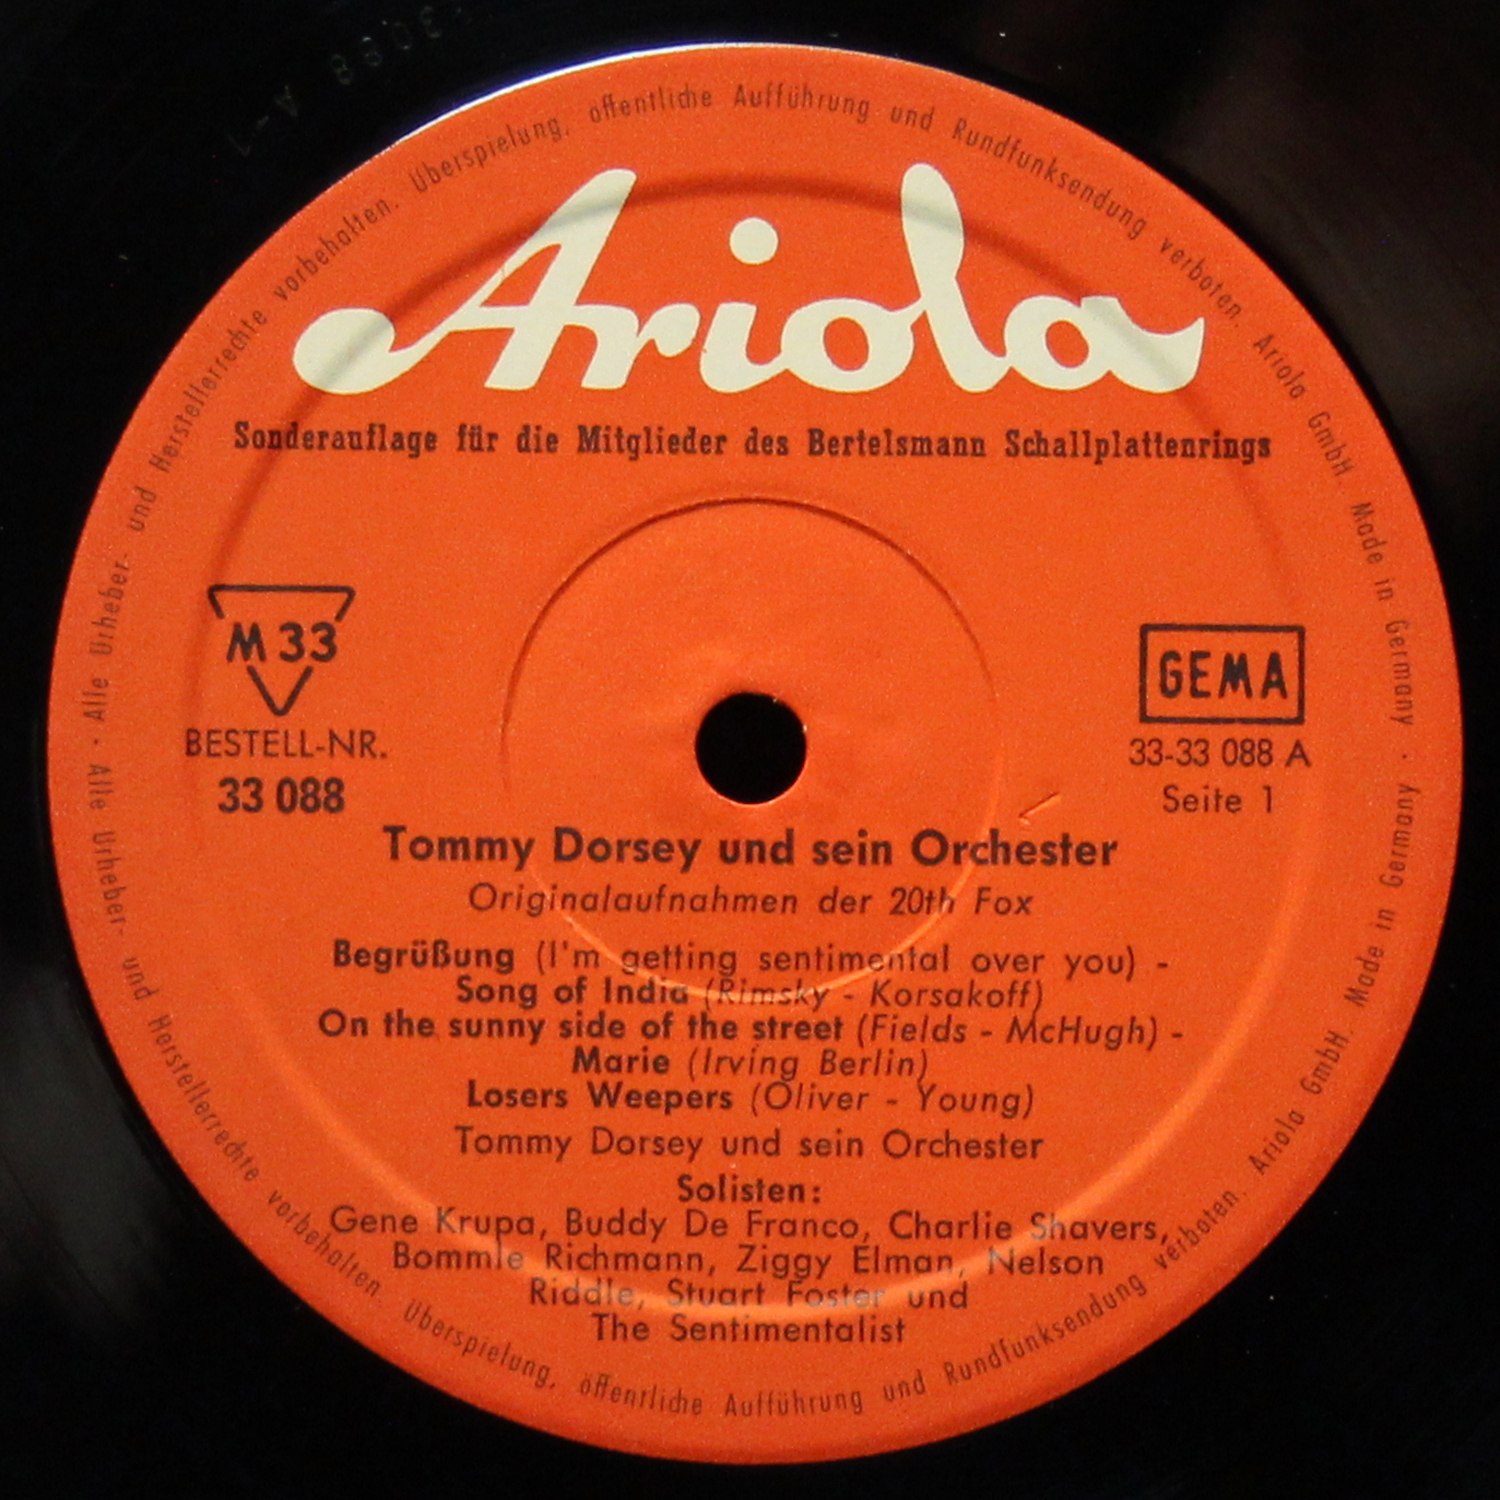 Alle Urheber- und Herstellerrechte vorbehalten. Überspielung, öffentliche Aufführung und Rundfunksendung verboten. Ariola GmbH. Made in Germany ·
Ariola
Sonderauflage für die Mitglieder des Bertelsmann Schallplattenrings
M 33
BESTELL-NR.
33 088
GEMA
33-33 088 A
Seite 1
Tommy Dorsey und sein Orchester
Originalaufnahmen der 20th Fox
Begrüßung (I'm getting sentimental over you) -
Song of India (Rimsky - Korsakoff)
On the sunny side of the street (Fields - McHugh) -
Marie (Irving Berlin)
Losers Weepers (Oliver - Young)
Tommy Dorsey und sein Orchester
Solisten:
Gene Krupa, Buddy De Franco, Charlie Shavers,
Bommle Richmann, Ziggy Elman, Nelson
Riddle, Stuart Foster und
The Sentimentalist
Alle Urheber- und Herstellerrechte vorbehalten. Überspielung, öffentliche Aufführung und Rundfunksendung verboten. Ariola GmbH. Made in Germany ·